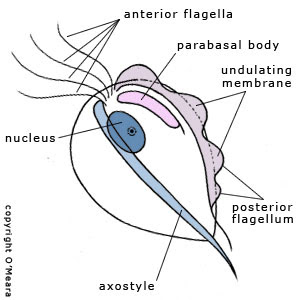 anterior flagella
parabasal body
undulating
membrane
nucleus
posterior
flagellum
axostyle
copyright O'Meara